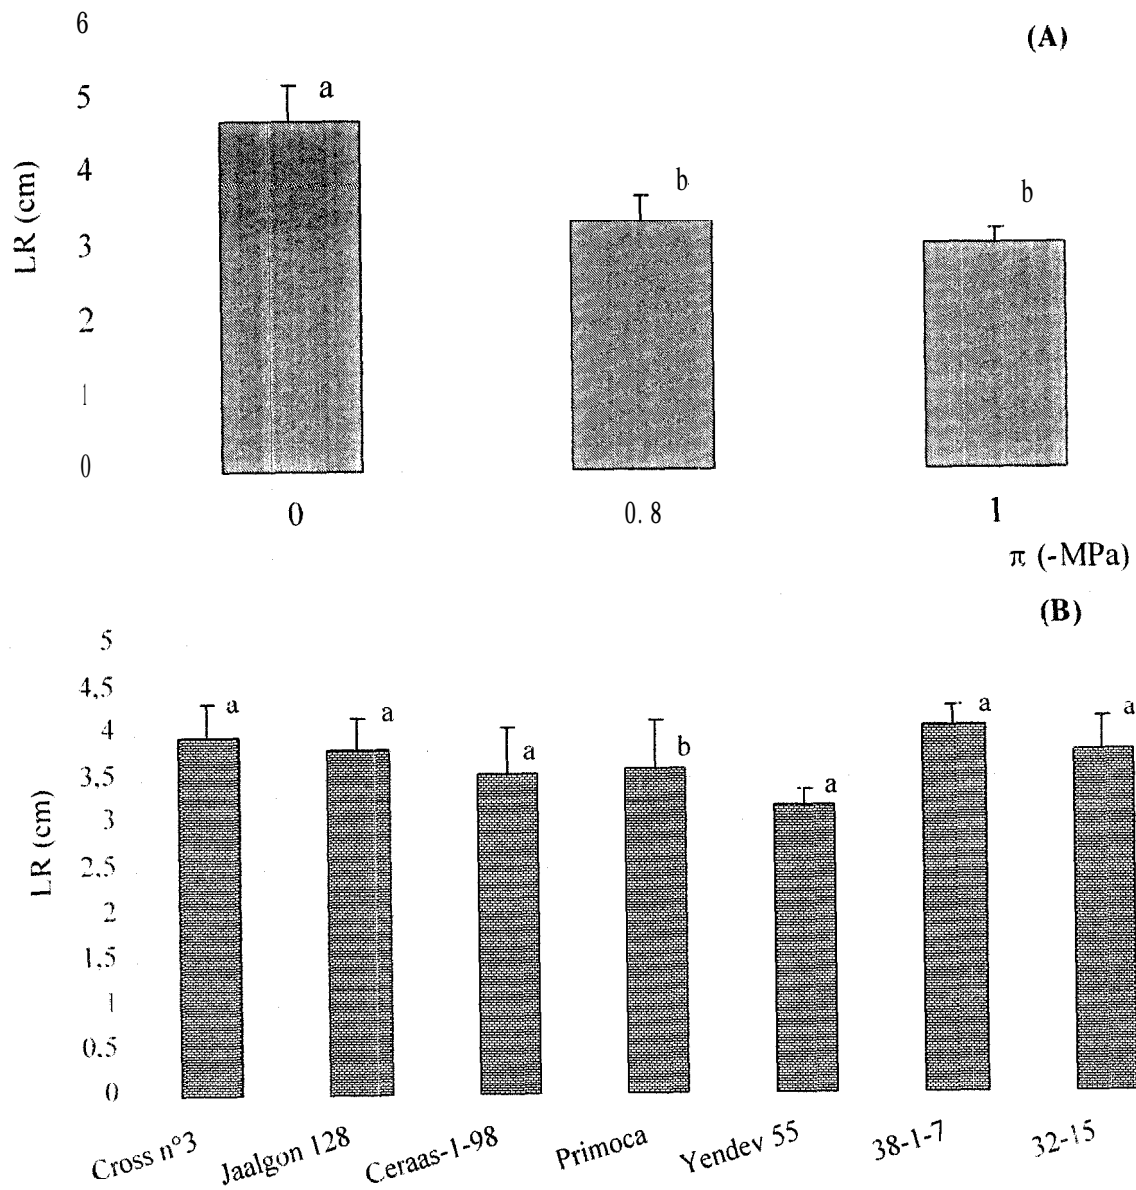 (A)
LR (cm)
6
5
4
3
2
1
0
a
b
b
0
0.8
1
π (-MPa)
(B)
LR (cm)
5
4,5
4
3,5
3
2,5
2
1,5
1
0,5
0
a
a
a
b
a
a
a
Cross n°3
Jaalgon 128
Ceraas-1-98
Primoca
Yendev 55
38-1-7
32-15